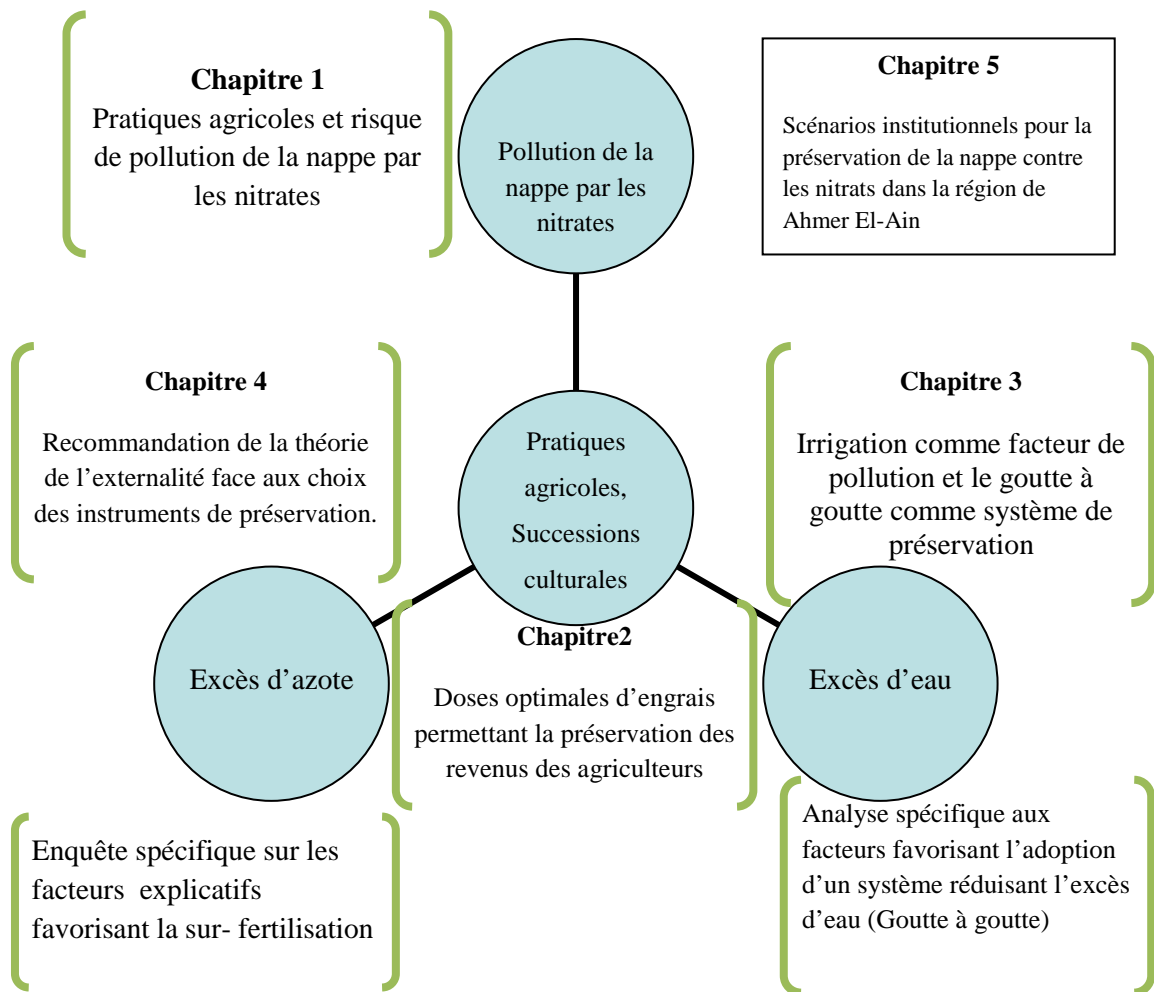 Chapitre 1
Pratiques agricoles et risque
de pollution de la nappe par
les nitrates
Pollution de la
nappe par les
nitrates
Chapitre 5
Scénarios institutionnels pour la
préservation de la nappe contre
les nitrats dans la région de
Ahmer El-Ain
Chapitre 4
Recommandation de la théorie
de l’externalité face aux choix
des instruments de préservation.
Pratiques
agricoles,
Successions
culturales
Chapitre 3
Irrigation comme facteur de
pollution et le goutte à
goutte comme système de
préservation
Excès d’azote
Chapitre2
Doses optimales d’engrais
permettant la préservation des
revenus des agriculteurs
Excès d’eau
Enquête spécifique sur les
facteurs explicatifs
favorisant la sur- fertilisation
Analyse spécifique aux
facteurs favorisant l’adoption
d’un système réduisant l’excès
d’eau (Goutte à goutte)